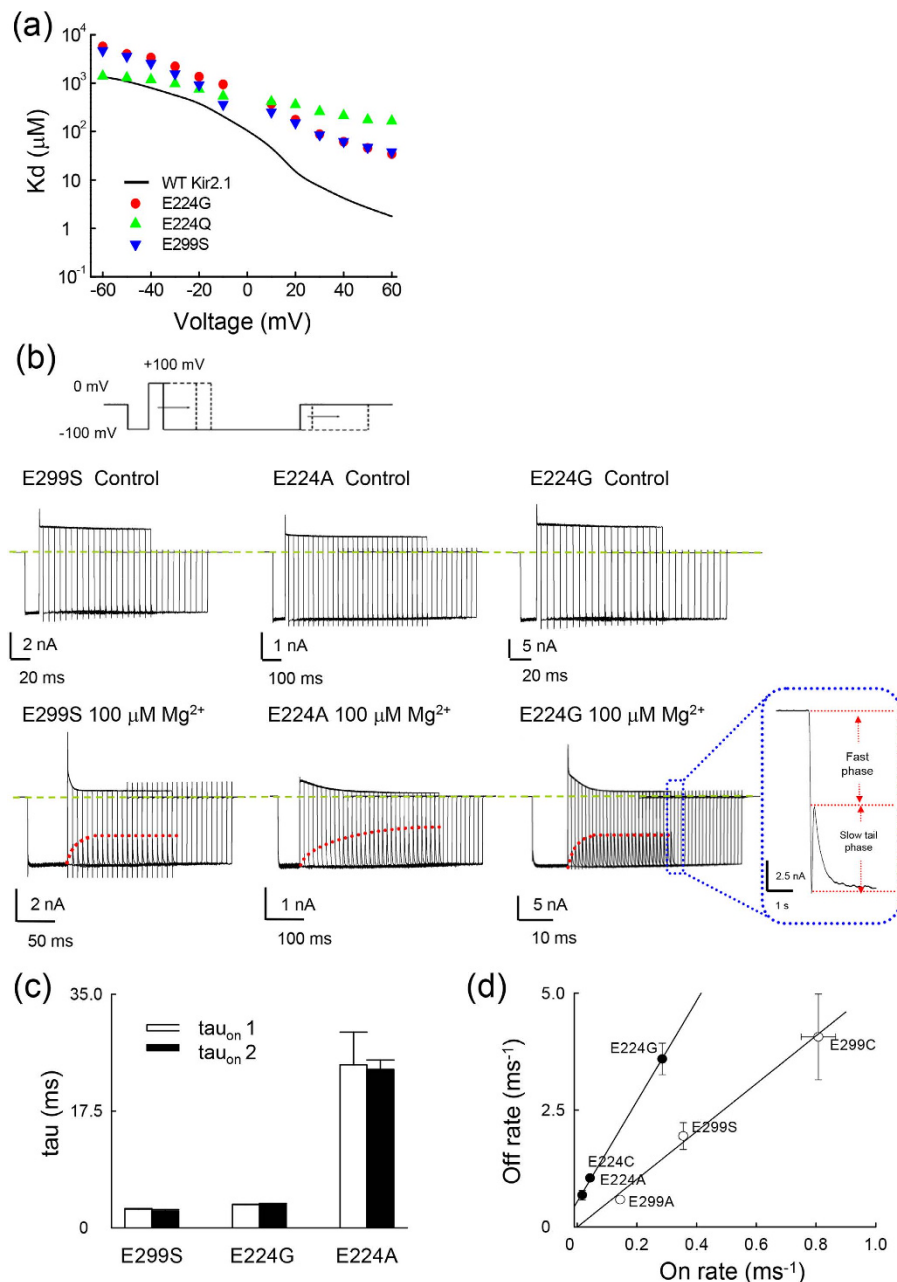 (a)
10⁴
10³
10²
10
1
10⁻¹
Kd (μM)
WT Kir2.1
E224G
E224Q
E299S
-60 -40 -20 0 20 40 60
Voltage (mV)
(b)
+100 mV
0 mV
-100 mV
E299S Control
E224A Control
E224G Control
2 nA
20 ms
1 nA
100 ms
5 nA
20 ms
E299S 100 μM Mg²⁺
E224A 100 μM Mg²⁺
E224G 100 μM Mg²⁺
2 nA
50 ms
1 nA
100 ms
5 nA
10 ms
Fast
phase
Slow tail
phase
2.5 nA
1 s
(c)
35.0
17.5
0
tau (ms)
tauₒₙ 1
tauₒₙ 2
E299S E224G E224A
(d)
5.0
2.5
0
Off rate (ms⁻¹)
E224G
E299C
E299S
E224C
E224A
E299A
0 0.2 0.4 0.6 0.8 1.0
On rate (ms⁻¹)